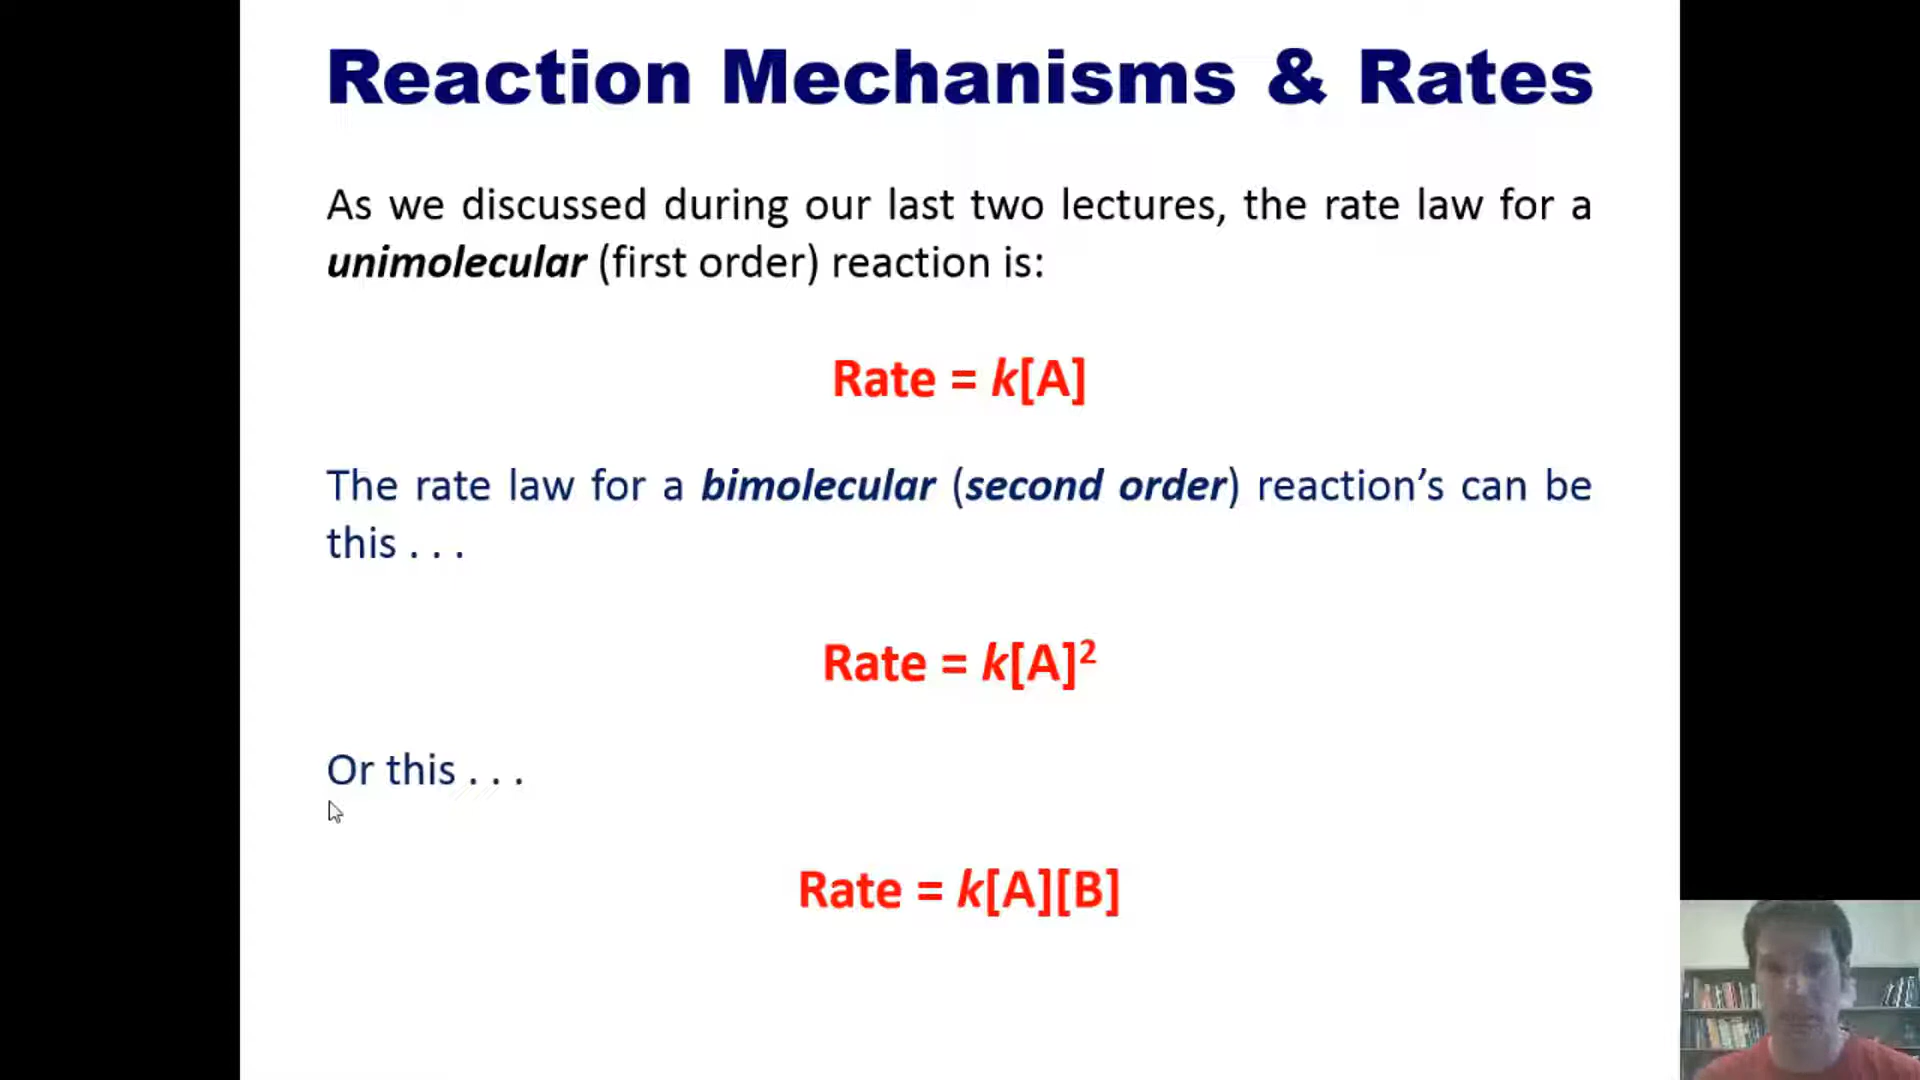 Reaction Mechanisms & Rates
As we discussed during our last two lectures, the rate law for a
unimolecular (first order) reaction is:
Rate = k[A]
The rate law for a bimolecular (second order) reaction’s can be
this . . .
Rate = k[A]²
Or this . . .
Rate = k[A][B]